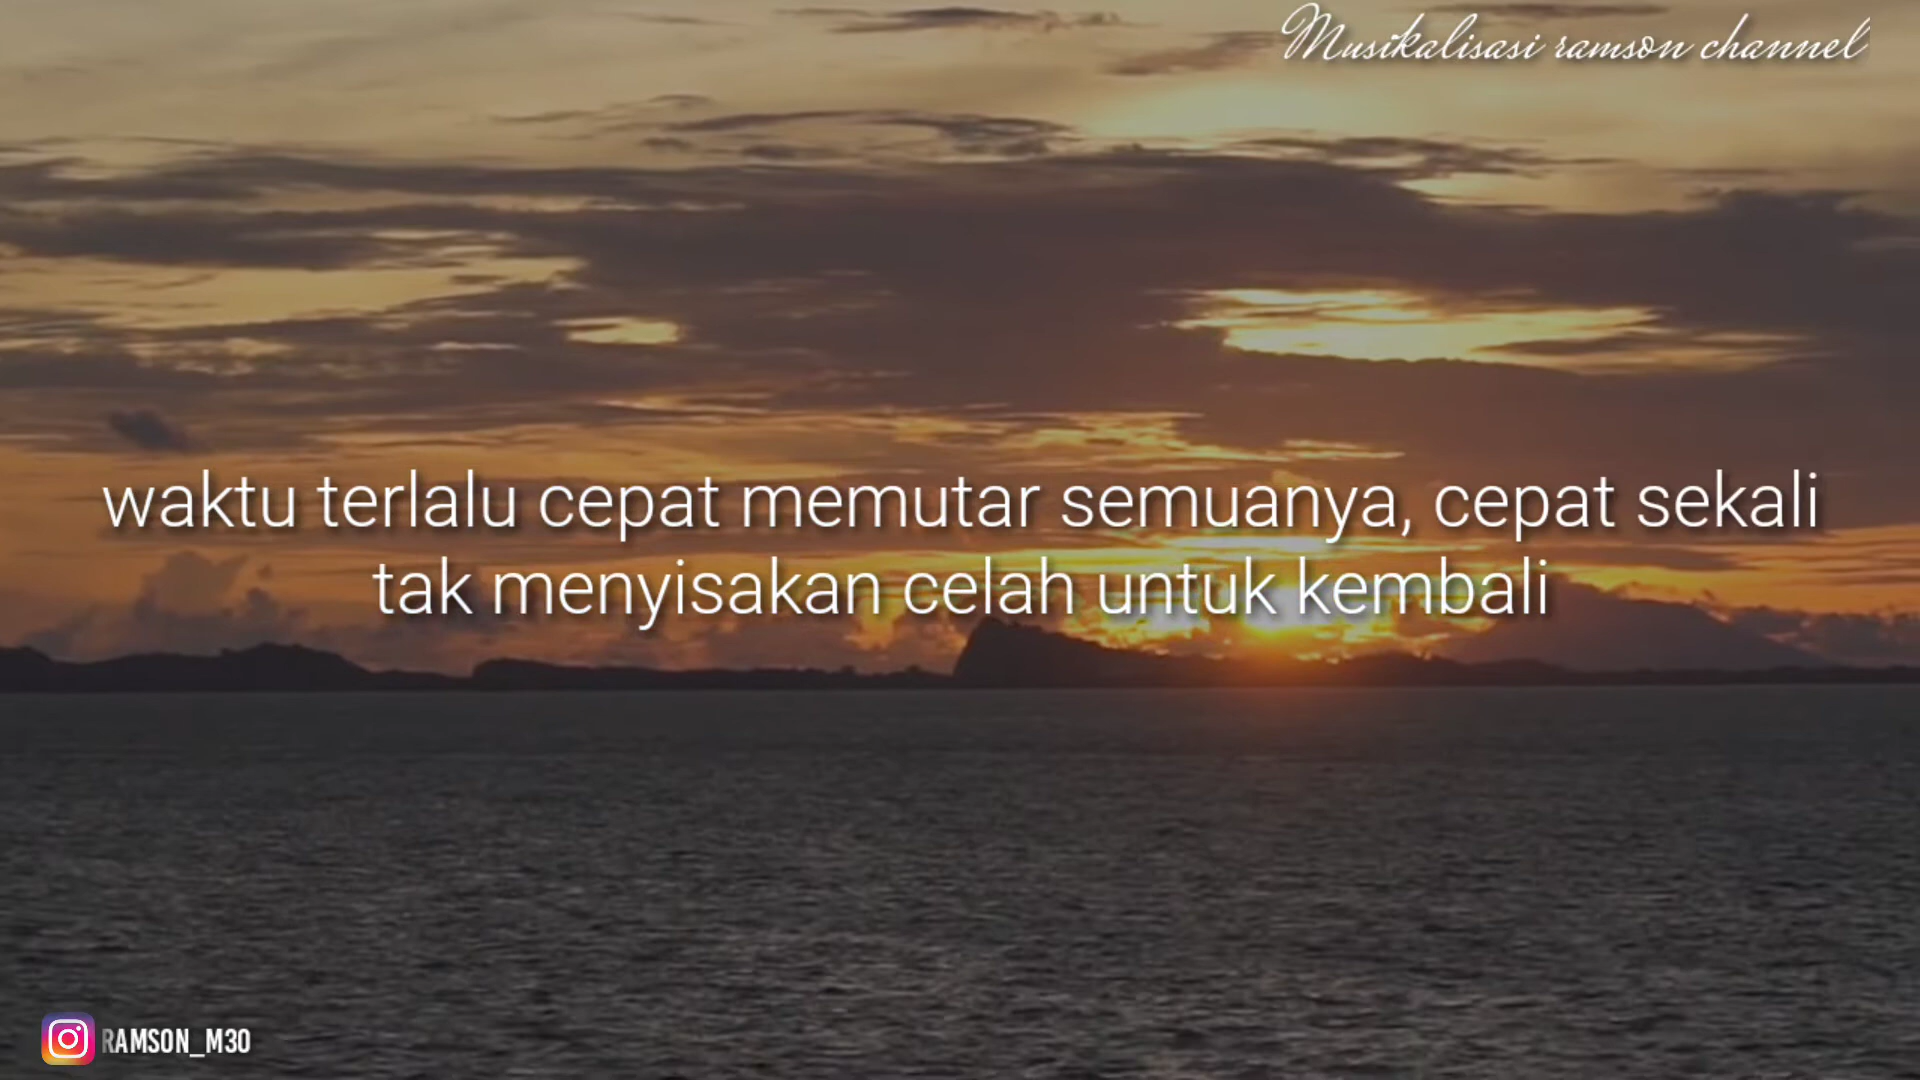 Musikalisasi ramson channel
waktu terlalu cepat memutar semuanya, cepat sekali
tak menyisakan celah untuk kembali
RAMSON_M30